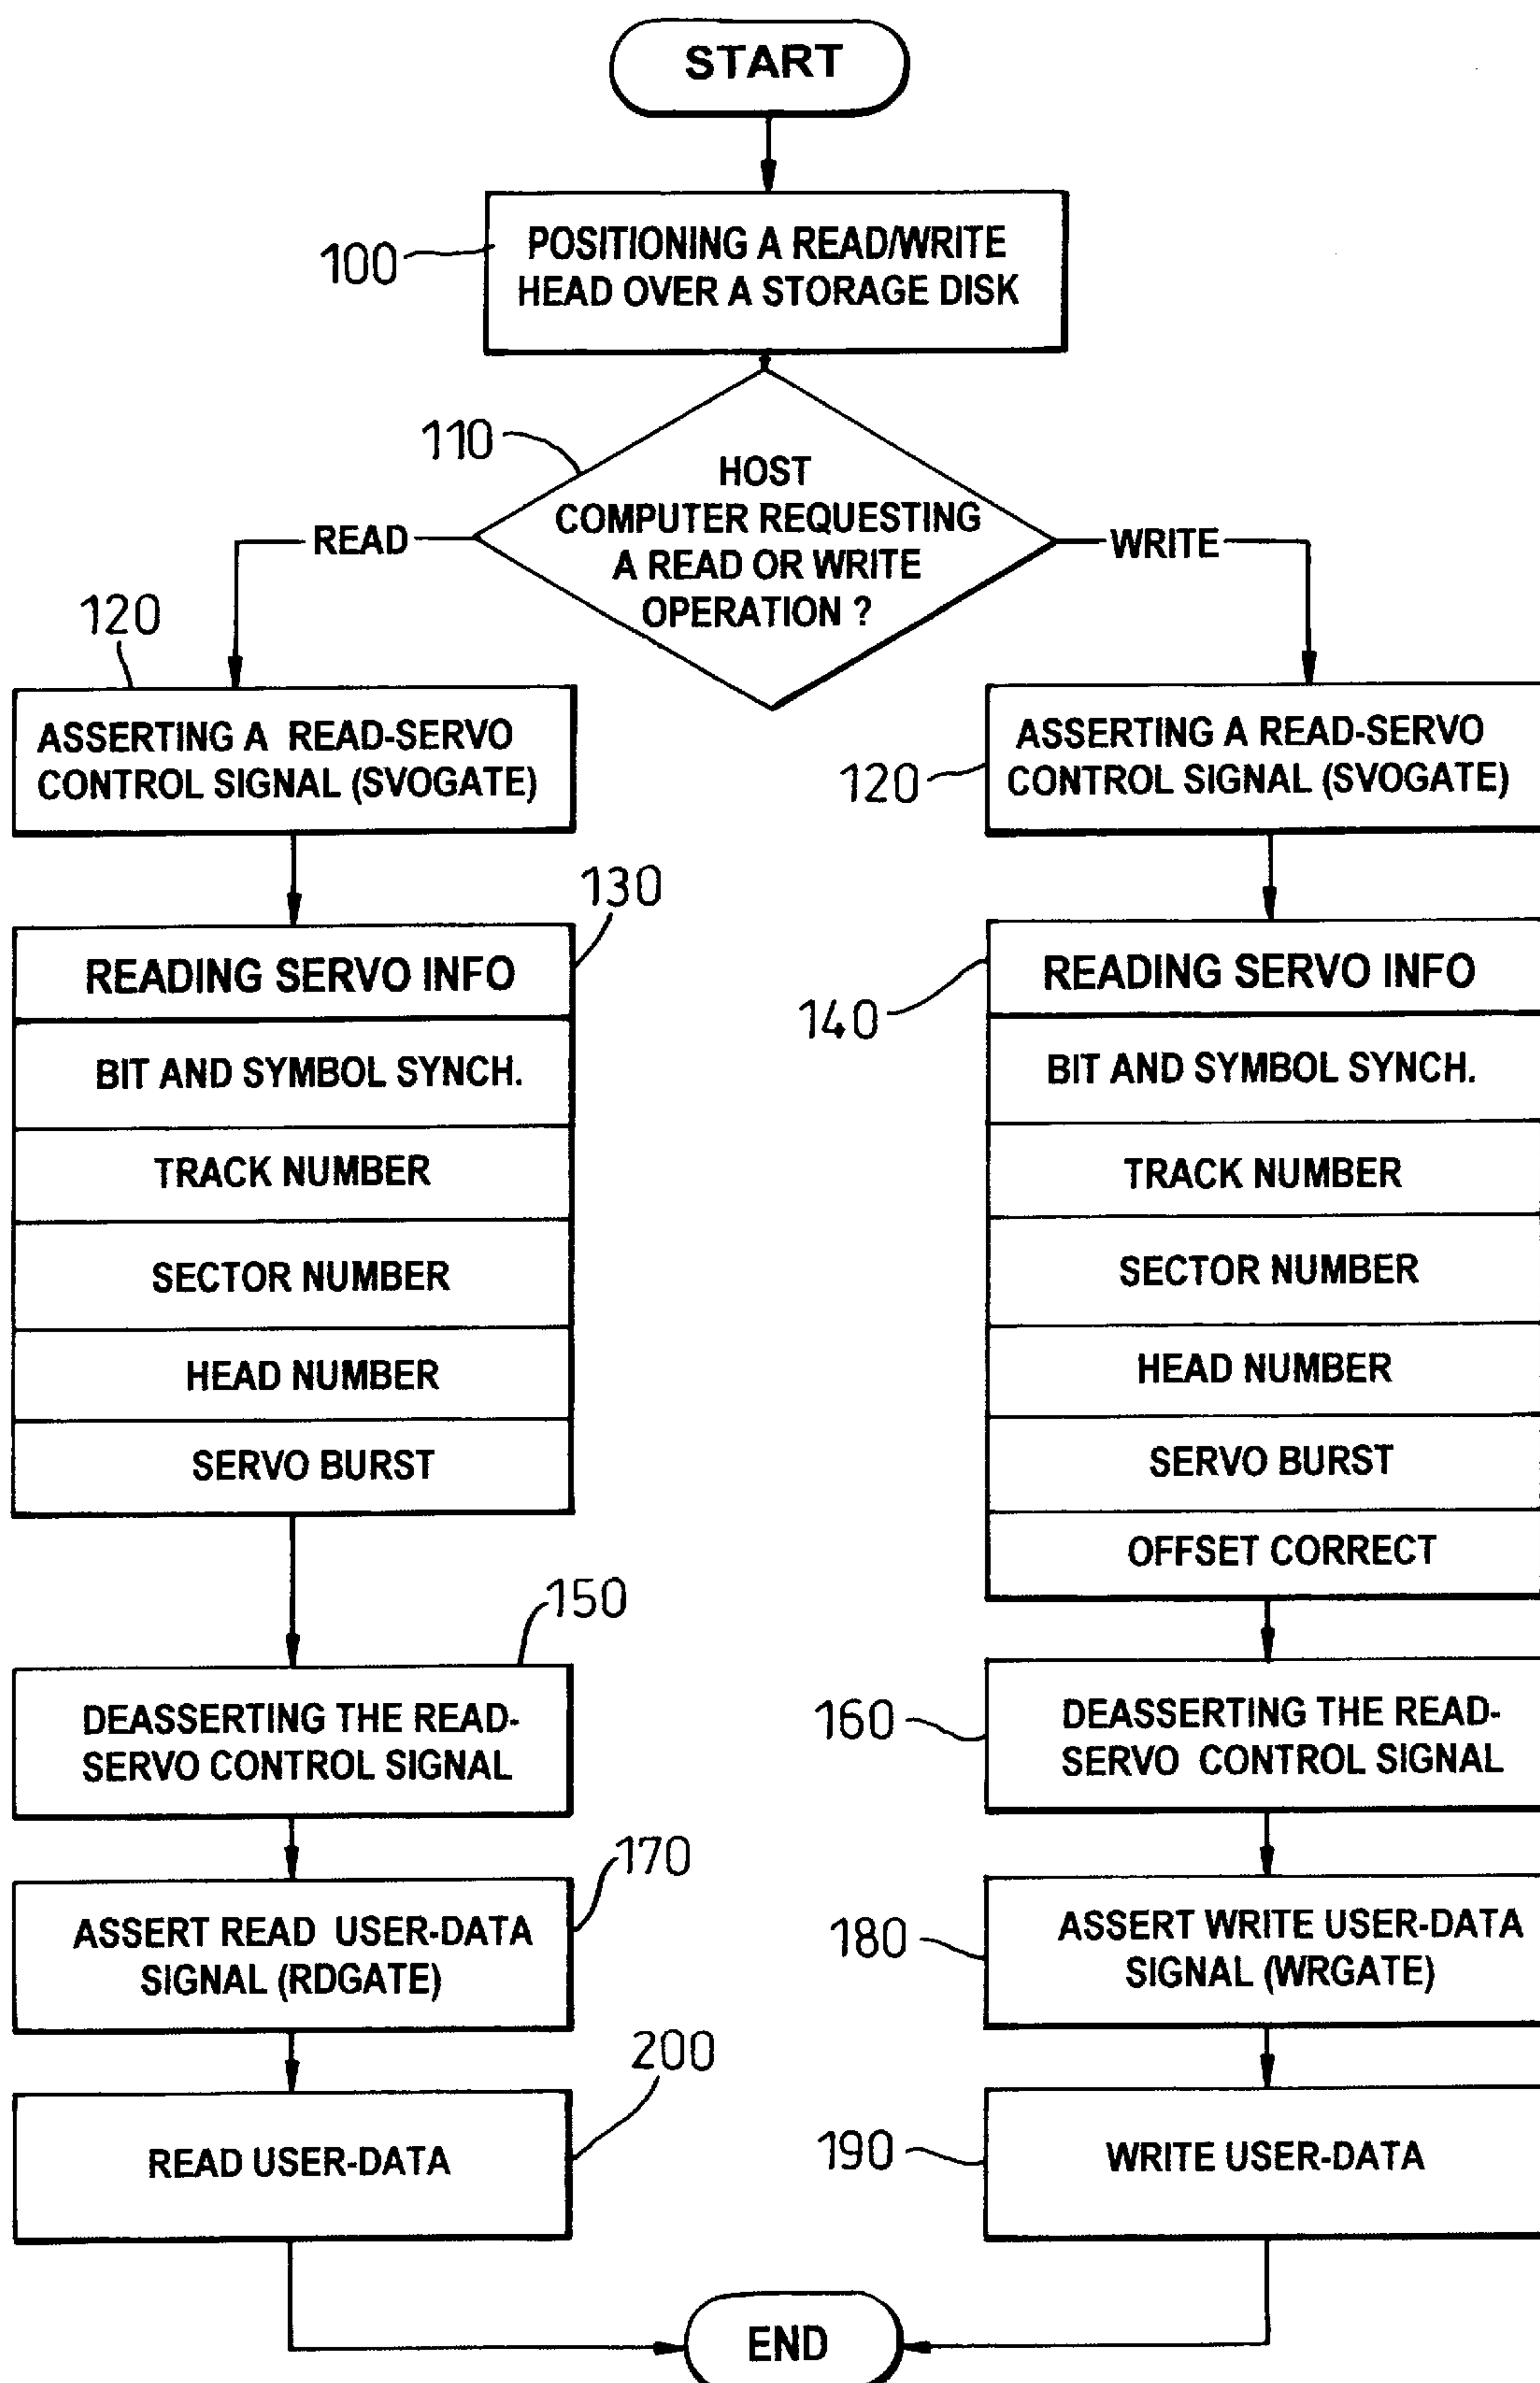 START
100
POSITIONING A READ/WRITE
HEAD OVER A STORAGE DISK
110
HOST
COMPUTER REQUESTING
A READ OR WRITE
OPERATION ?
READ
WRITE
120
ASSERTING A READ-SERVO
CONTROL SIGNAL (SVOGATE)
130
READING SERVO INFO
BIT AND SYMBOL SYNCH.
TRACK NUMBER
SECTOR NUMBER
HEAD NUMBER
SERVO BURST
150
DEASSERTING THE READ-
SERVO CONTROL SIGNAL
170
ASSERT READ USER-DATA
SIGNAL (RDGATE)
200
READ USER-DATA
120
ASSERTING A READ-SERVO
CONTROL SIGNAL (SVOGATE)
140
READING SERVO INFO
BIT AND SYMBOL SYNCH.
TRACK NUMBER
SECTOR NUMBER
HEAD NUMBER
SERVO BURST
OFFSET CORRECT
160
DEASSERTING THE READ-
SERVO CONTROL SIGNAL
180
ASSERT WRITE USER-DATA
SIGNAL (WRGATE)
190
WRITE USER-DATA
END